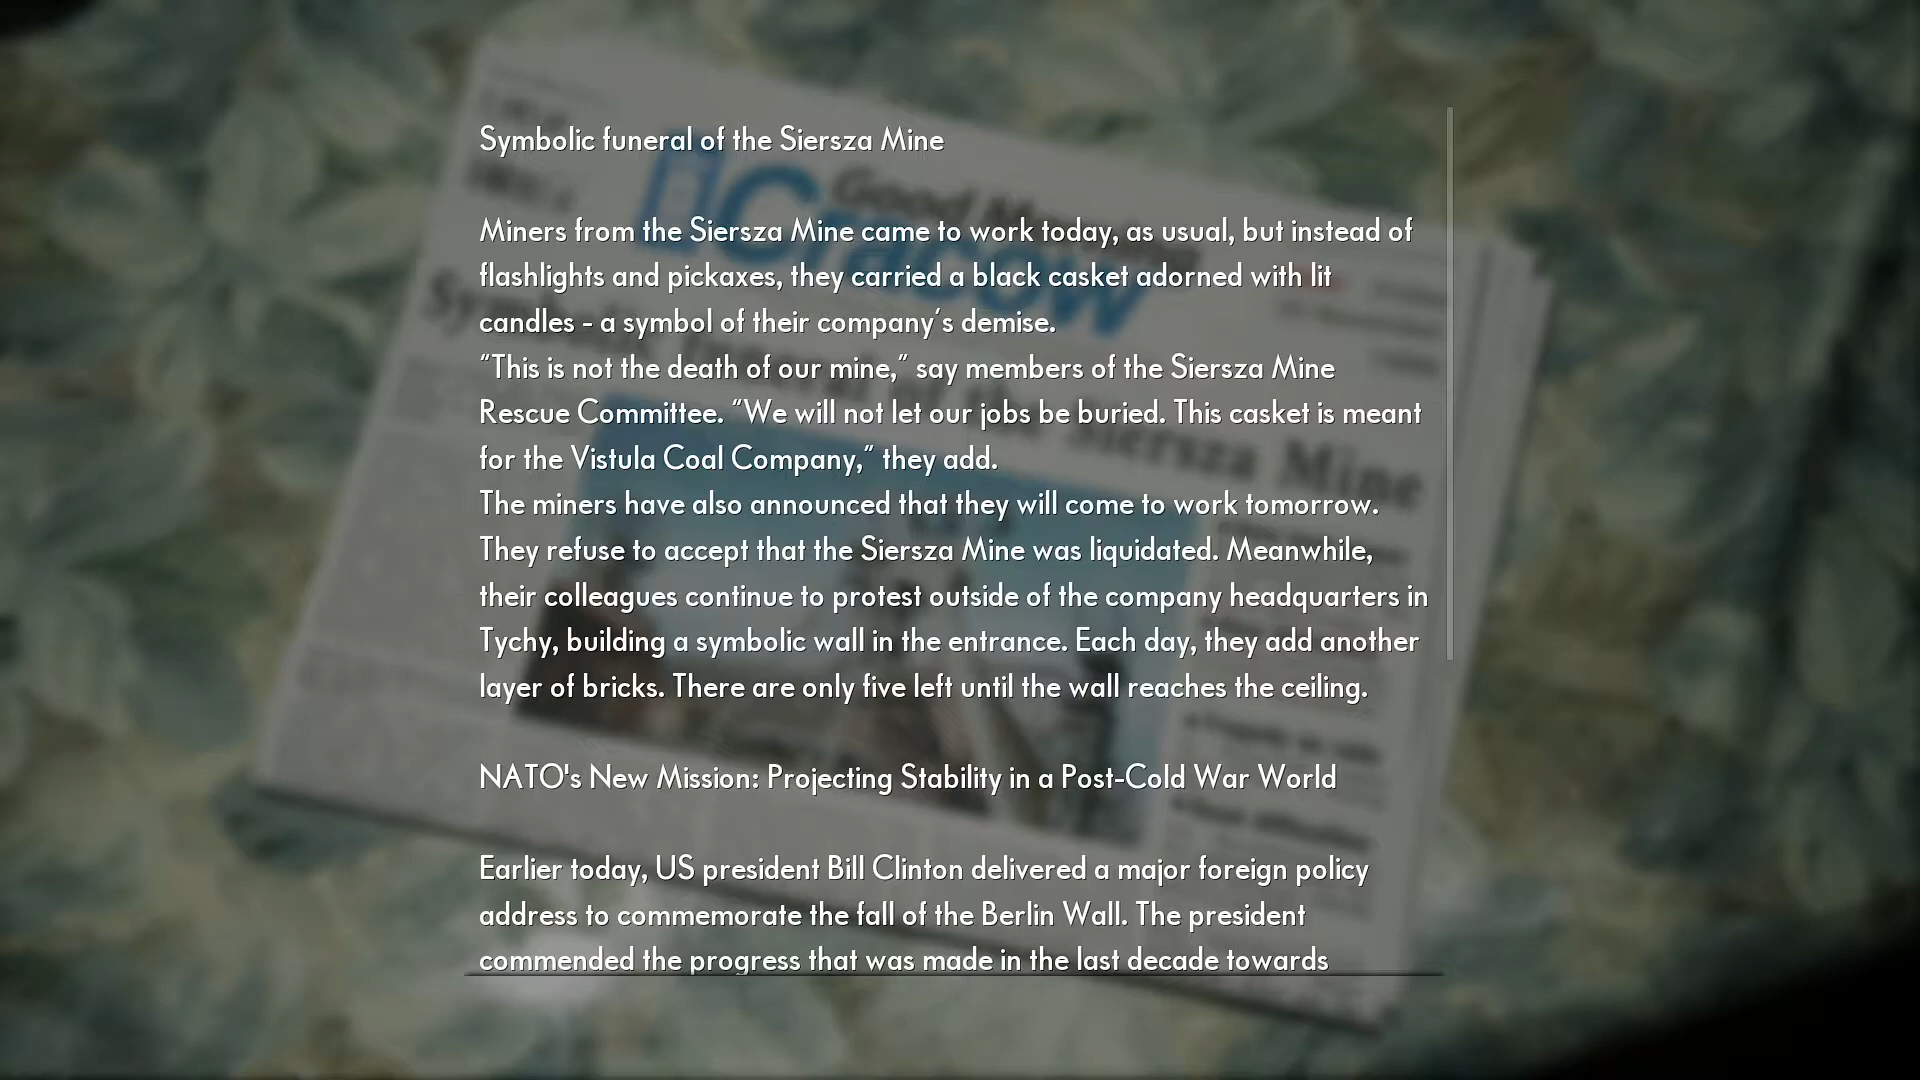 Symbolic funeral of the Siersza Mine
Miners from the Siersza Mine came to work today, as usual, but instead of
flashlights and pickaxes, they carried a black casket adorned with lit
candles - a symbol of their company's demise.
"This is not the death of our mine," say members of the Siersza Mine
Rescue Committee. "We will not let our jobs be buried. This casket is meant
for the Vistula Coal Company," they add.
The miners have also announced that they will come to work tomorrow.
They refuse to accept that the Siersza Mine was liquidated. Meanwhile,
their colleagues continue to protest outside of the company headquarters in
Tychy, building a symbolic wall in the entrance. Each day, they add another
layer of bricks. There are only five left until the wall reaches the ceiling.
NATO's New Mission: Projecting Stability in a Post-Cold War World
Earlier today, US president Bill Clinton delivered a major foreign policy
address to commemorate the fall of the Berlin Wall. The president
commended the progress that was made in the last decade towards
Good
Cracow
Siersza Mine